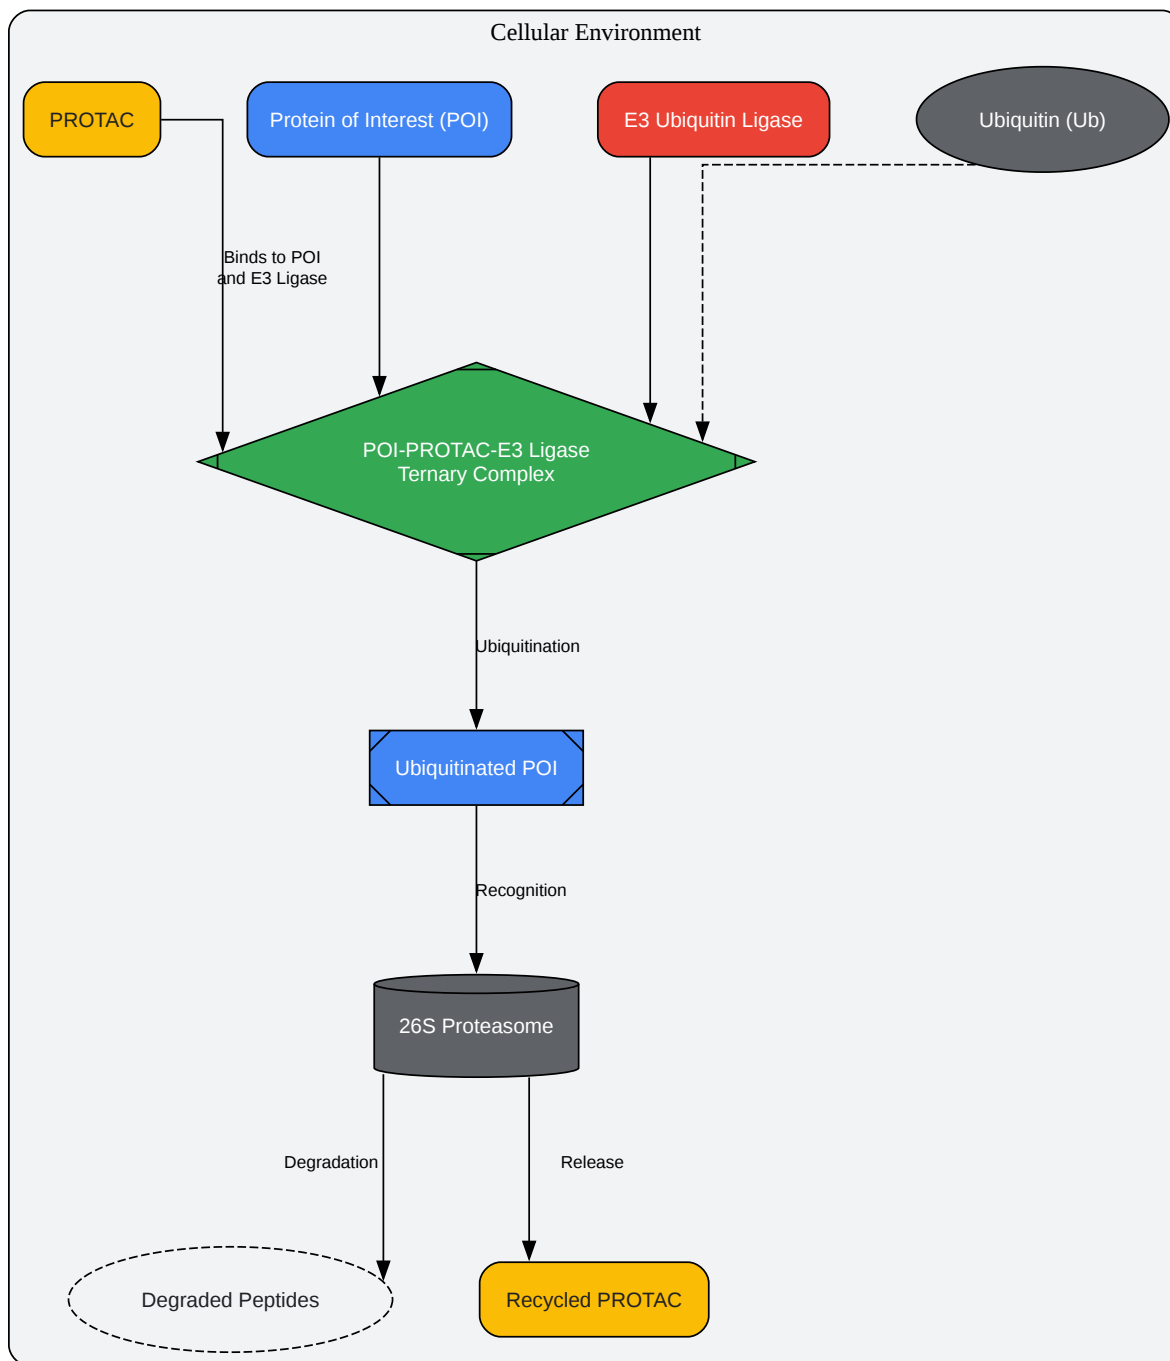 Cellular Environment
PROTAC
Protein of Interest (POI)
E3 Ubiquitin Ligase
Ubiquitin (Ub)
Binds to POI
and E3 Ligase
POI-PROTAC-E3 Ligase
Ternary Complex
Ubiquitination
Ubiquitinated POI
Recognition
26S Proteasome
Degradation
Release
Degraded Peptides
Recycled PROTAC